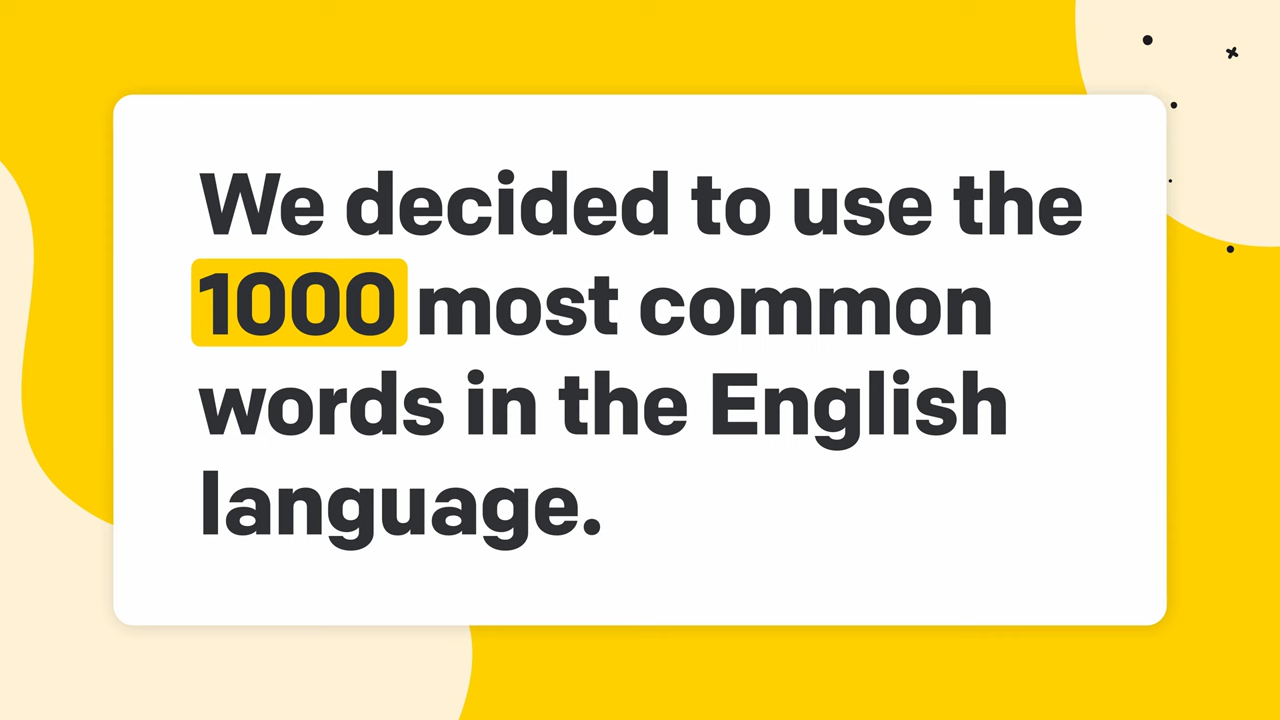 We decided to use the
1000 most common
words in the English
language.